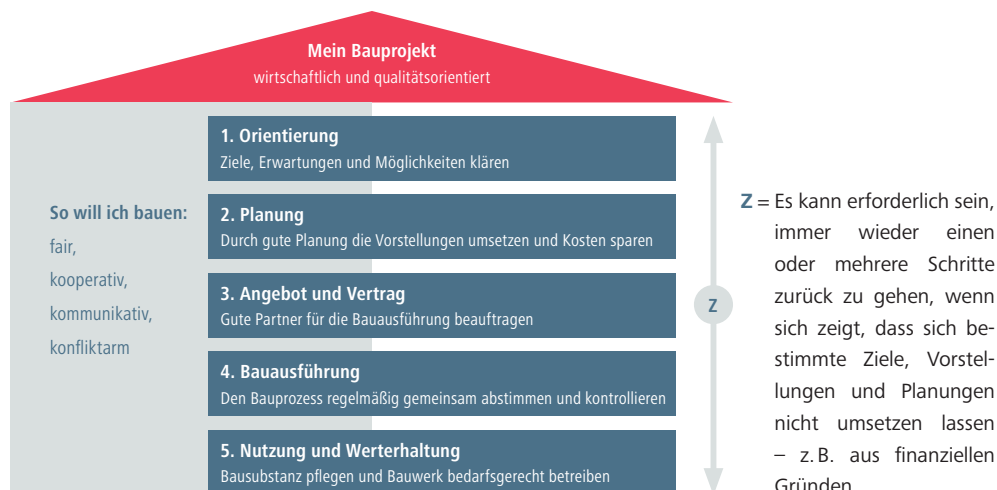 Mein Bauprojekt
wirtschaftlich und qualitätsorientiert
So will ich bauen:
fair,
kooperativ,
kommunikativ,
konfliktarm
1. Orientierung
Ziele, Erwartungen und Möglichkeiten klären
2. Planung
Durch gute Planung die Vorstellungen umsetzen und Kosten sparen
3. Angebot und Vertrag
Gute Partner für die Bauausführung beauftragen
4. Bauausführung
Den Bauprozess regelmäßig gemeinsam abstimmen und kontrollieren
5. Nutzung und Werterhaltung
Bausubstanz pflegen und Bauwerk bedarfsgerecht betreiben
Z
Z = Es kann erforderlich sein,
immer wieder einen
oder mehrere Schritte
zurück zu gehen, wenn
sich zeigt, dass sich be-
stimmte Ziele, Vorstel-
lungen und Planungen
nicht umsetzen lassen
– z. B. aus finanziellen
Gründen